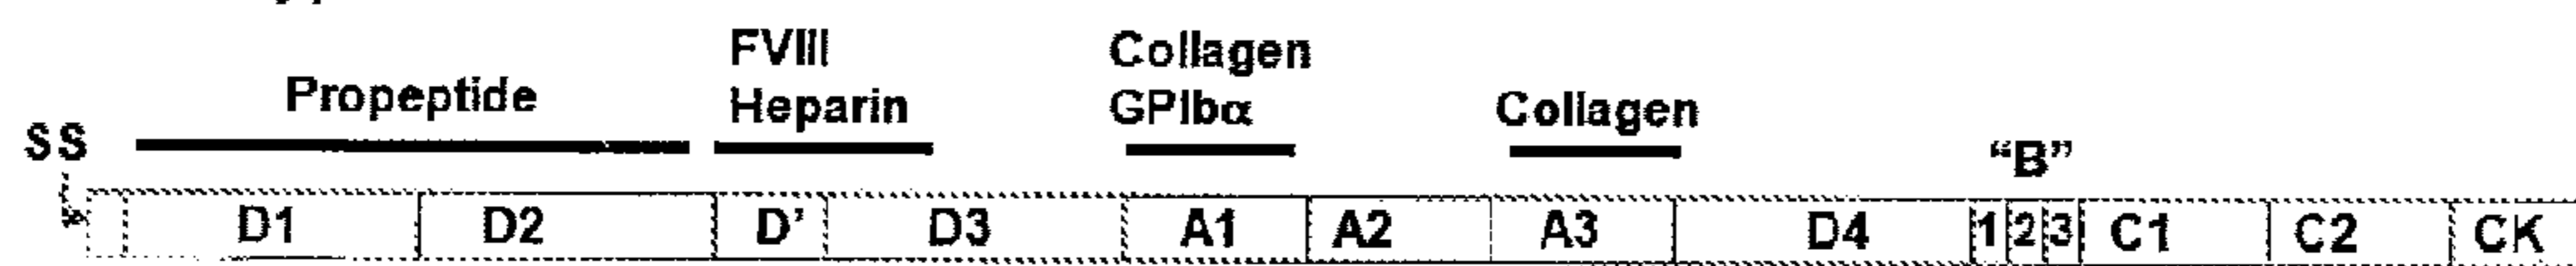 FVIII
Collagen
Propeptide
Heparin
GPIbα
Collagen
SS
“B”
D1 D2 D’ D3 A1 A2 A3 D4 1 2 3 C1 C2 CK